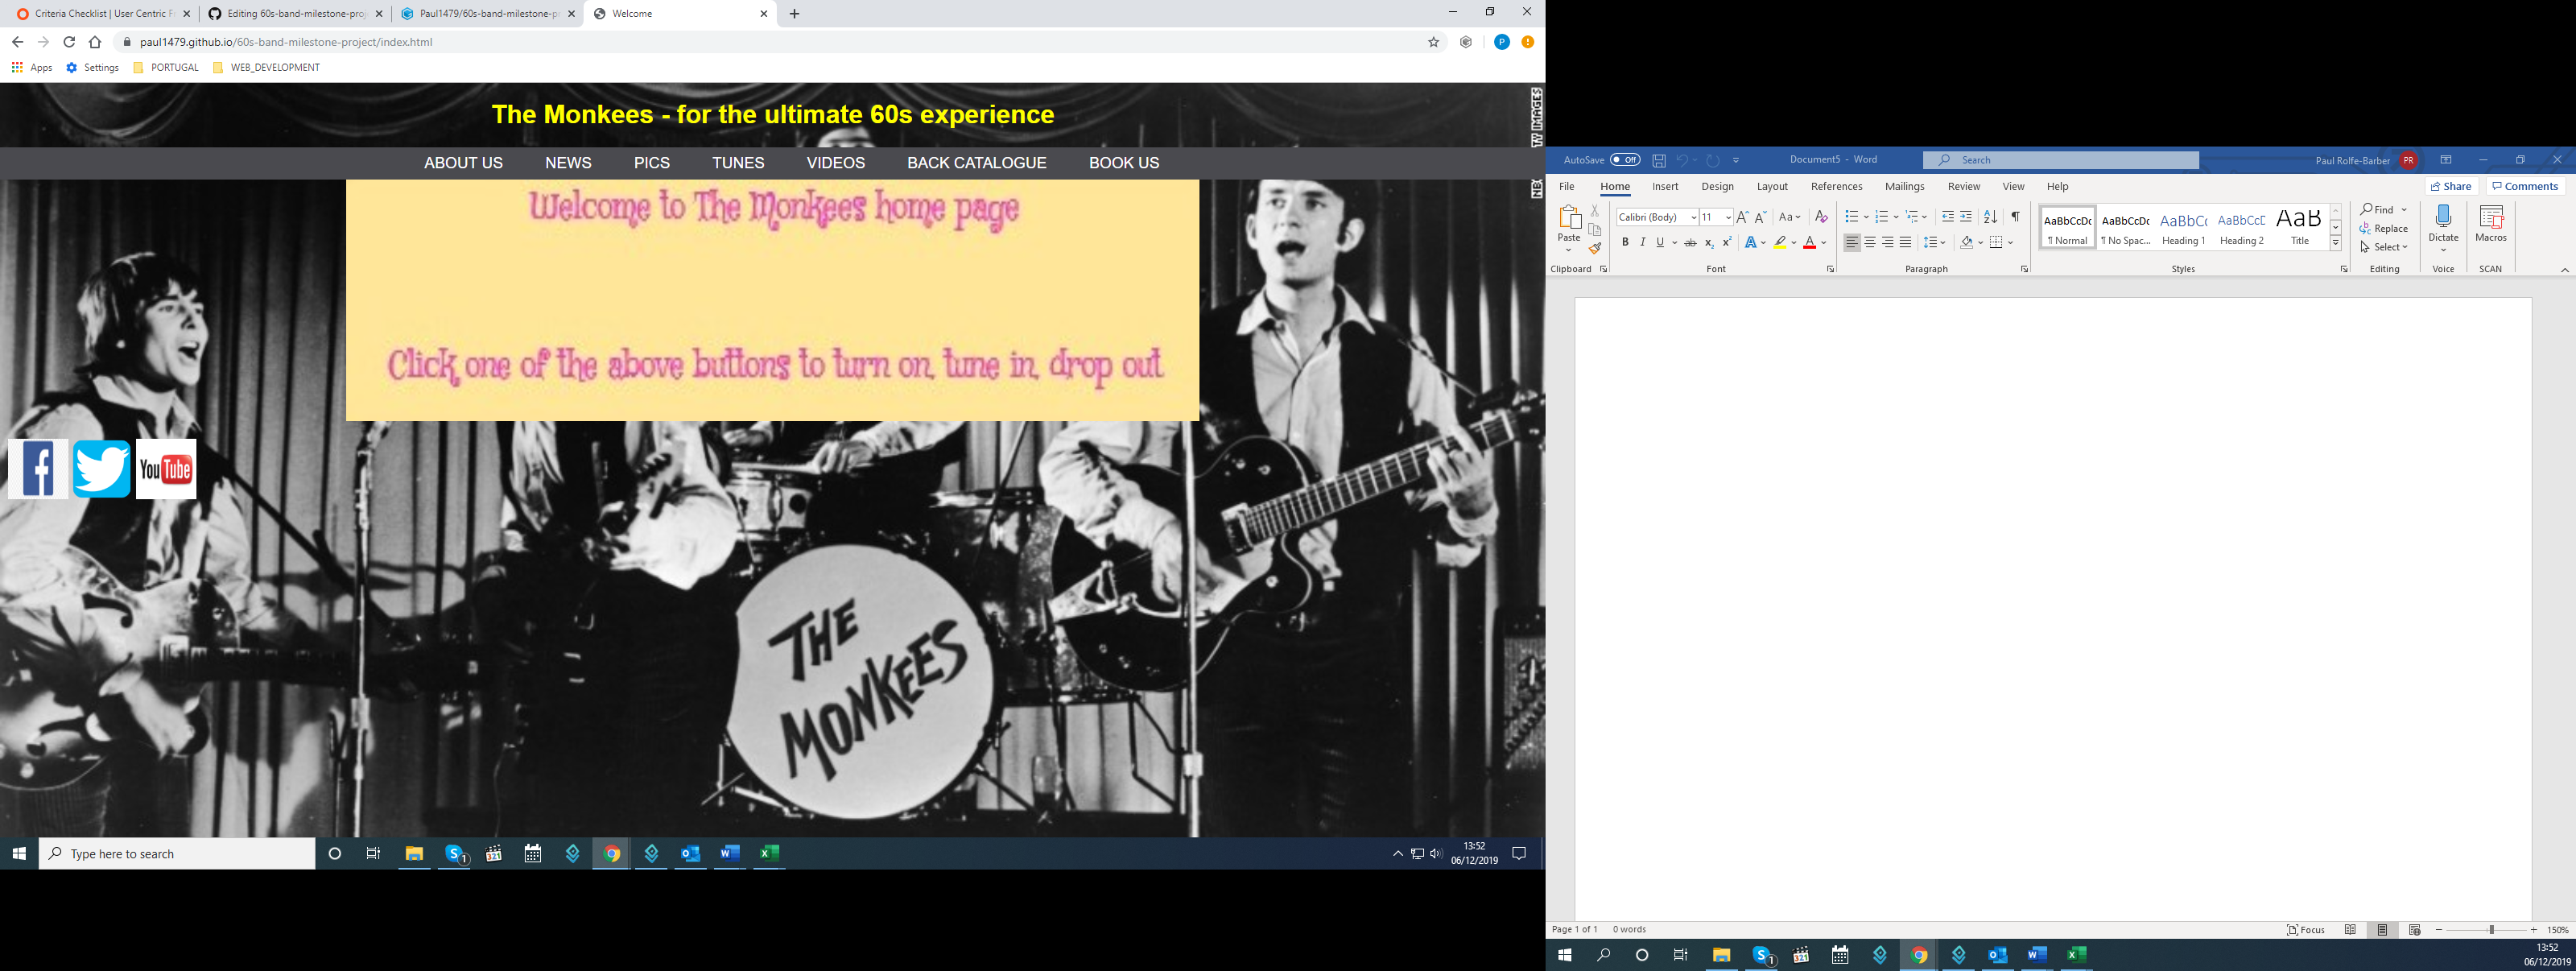 Criteria Checklist | User Centric F
Editing 60s-band-milestone-proj
Paul1479/60s-band-milestone-p
Welcome
paul1479.github.io/60s-band-milestone-project/index.html
P
Apps
Settings
PORTUGAL
WEB_DEVELOPMENT
The Monkees - for the ultimate 60s experience
ABOUT US
NEWS
PICS
TUNES
VIDEOS
BACK CATALOGUE
BOOK US
Welcome to The Monkees home page
Click one of the above buttons to turn on tune in drop out
You Tube
THE
MONKEES
Type here to search
13:52
06/12/2019
AutoSave
Off
Document5 - Word
Search
Paul Rolfe-Barber
PR
File
Home
Insert
Design
Layout
References
Mailings
Review
View
Help
Share
Comments
Paste
Clipboard
Calibri (Body)
11
Font
Paragraph
AaBbCcDc
¶ Normal
AaBbCcDc
¶ No Spac...
AaBbCc
Heading 1
AaBbCcE
Heading 2
AaB
Title
Styles
Find
Replace
Select
Editing
Dictate
Voice
Macros
SCAN
Page 1 of 1
0 words
Focus
150%
13:52
06/12/2019